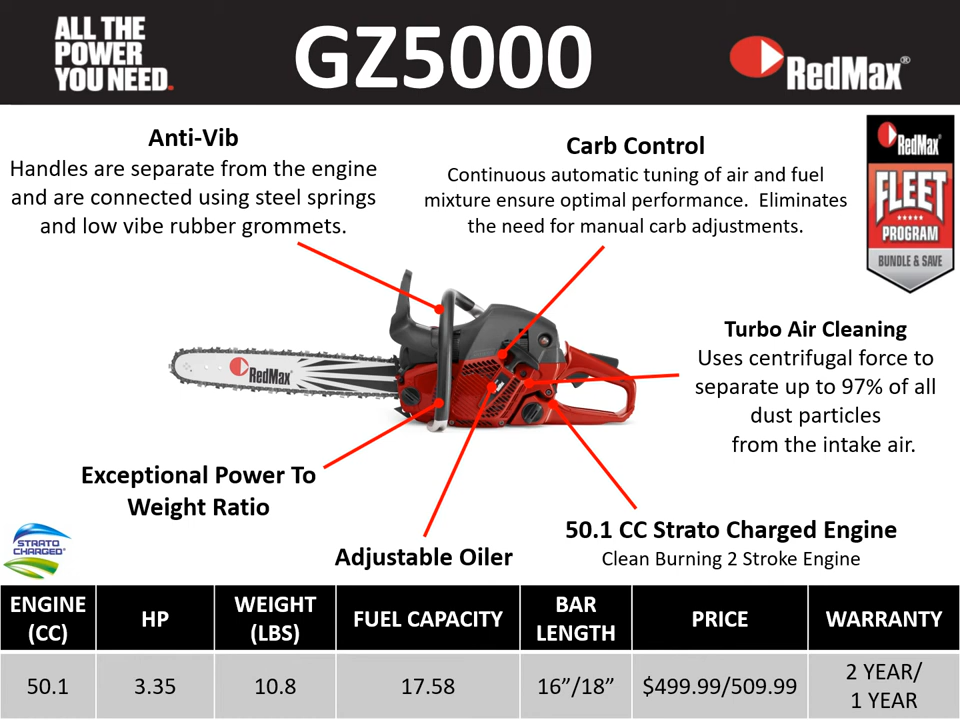 ALL THE
POWER
YOU NEED.
GZ5000
RedMax®
Anti-Vib
Handles are separate from the engine
and are connected using steel springs
and low vibe rubber grommets.
Carb Control
Continuous automatic tuning of air and fuel
mixture ensure optimal performance.  Eliminates
the need for manual carb adjustments.
RedMax®
FLEET
PROGRAM
BUNDLE & SAVE
Turbo Air Cleaning
Uses centrifugal force to
separate up to 97% of all
dust particles
from the intake air.
RedMax®
Exceptional Power To
Weight Ratio
Adjustable Oiler
50.1 CC Strato Charged Engine
Clean Burning 2 Stroke Engine
STRATO
CHARGED™
ENGINE
(CC)
HP
WEIGHT
(LBS)
FUEL CAPACITY
BAR
LENGTH
PRICE
WARRANTY
50.1
3.35
10.8
17.58
16”/18”
$499.99/509.99
2 YEAR/
1 YEAR